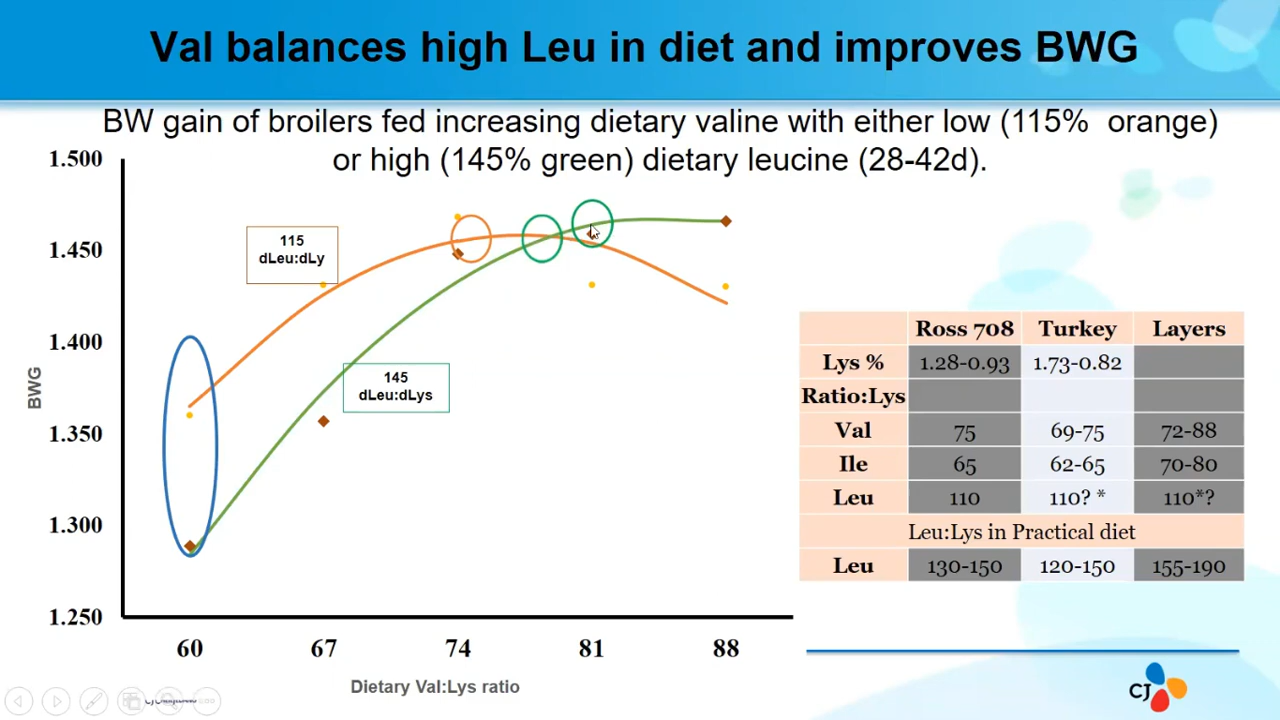 Val balances high Leu in diet and improves BWG
BW gain of broilers fed increasing dietary valine with either low (115% orange)
or high (145% green) dietary leucine (28-42d).
1.500
1.450
1.400
1.350
1.300
1.250
BWG
115
dLeu:dLy
145
dLeu:dLys
60 67 74 81 88
Dietary Val:Lys ratio
Ross 708 Turkey Layers
Lys % 1.28-0.93 1.73-0.82
Ratio:Lys
Val 75 69-75 72-88
Ile 65 62-65 70-80
Leu 110 110? * 110*?
Leu:Lys in Practical diet
Leu 130-150 120-150 155-190
CJ